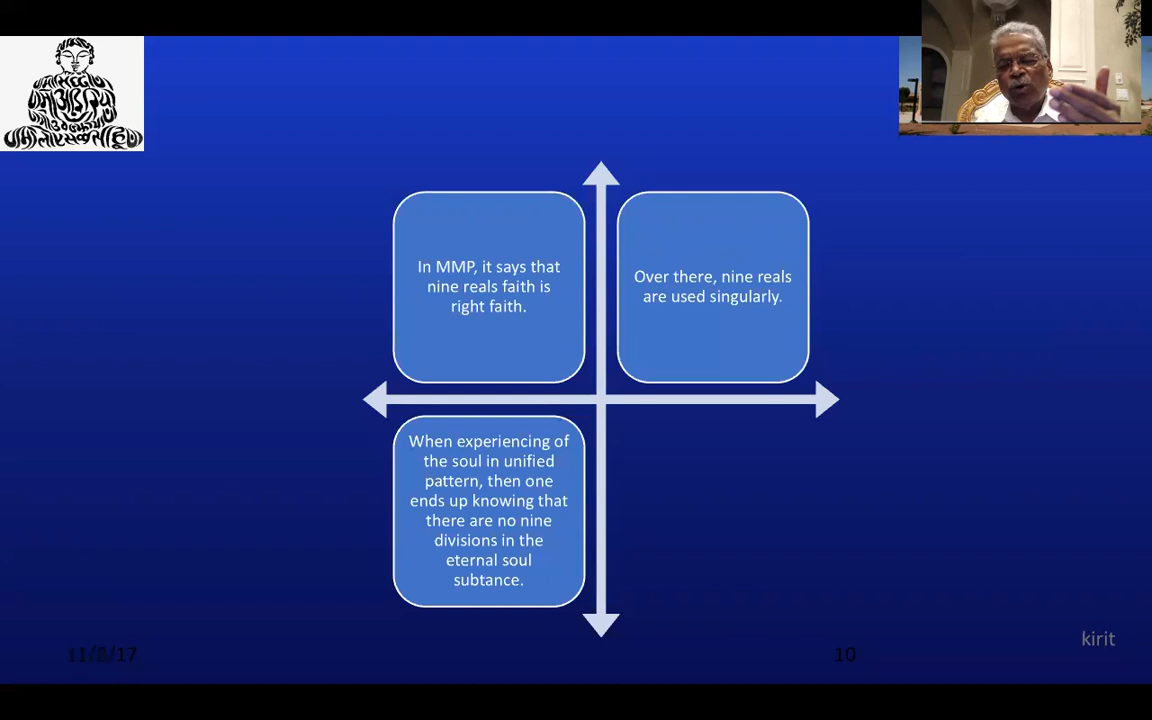 In MMP, it says that
nine reals faith is
right faith.
Over there, nine reals
are used singularly.
When experiencing of
the soul in unified
pattern, then one
ends up knowing that
there are no nine
divisions in the
eternal soul
subtance.
11/8/17
10
kirit